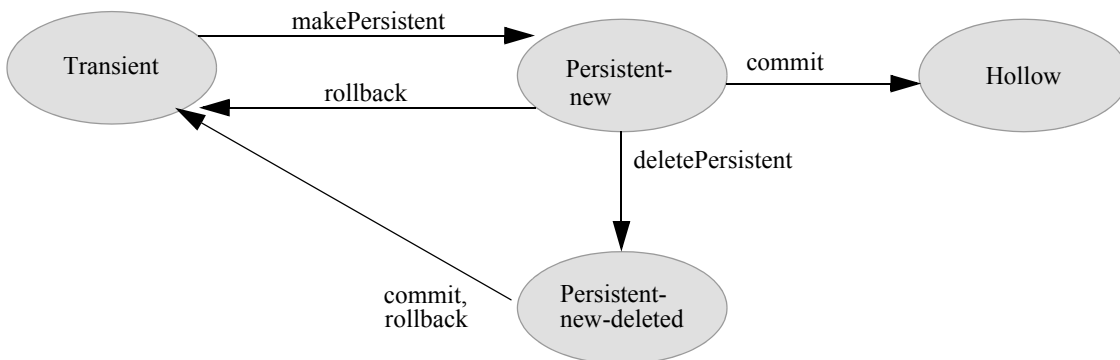 makePersistent
Transient
Persistent-
new
commit
Hollow
rollback
deletePersistent
commit,
rollback
Persistent-
new-deleted